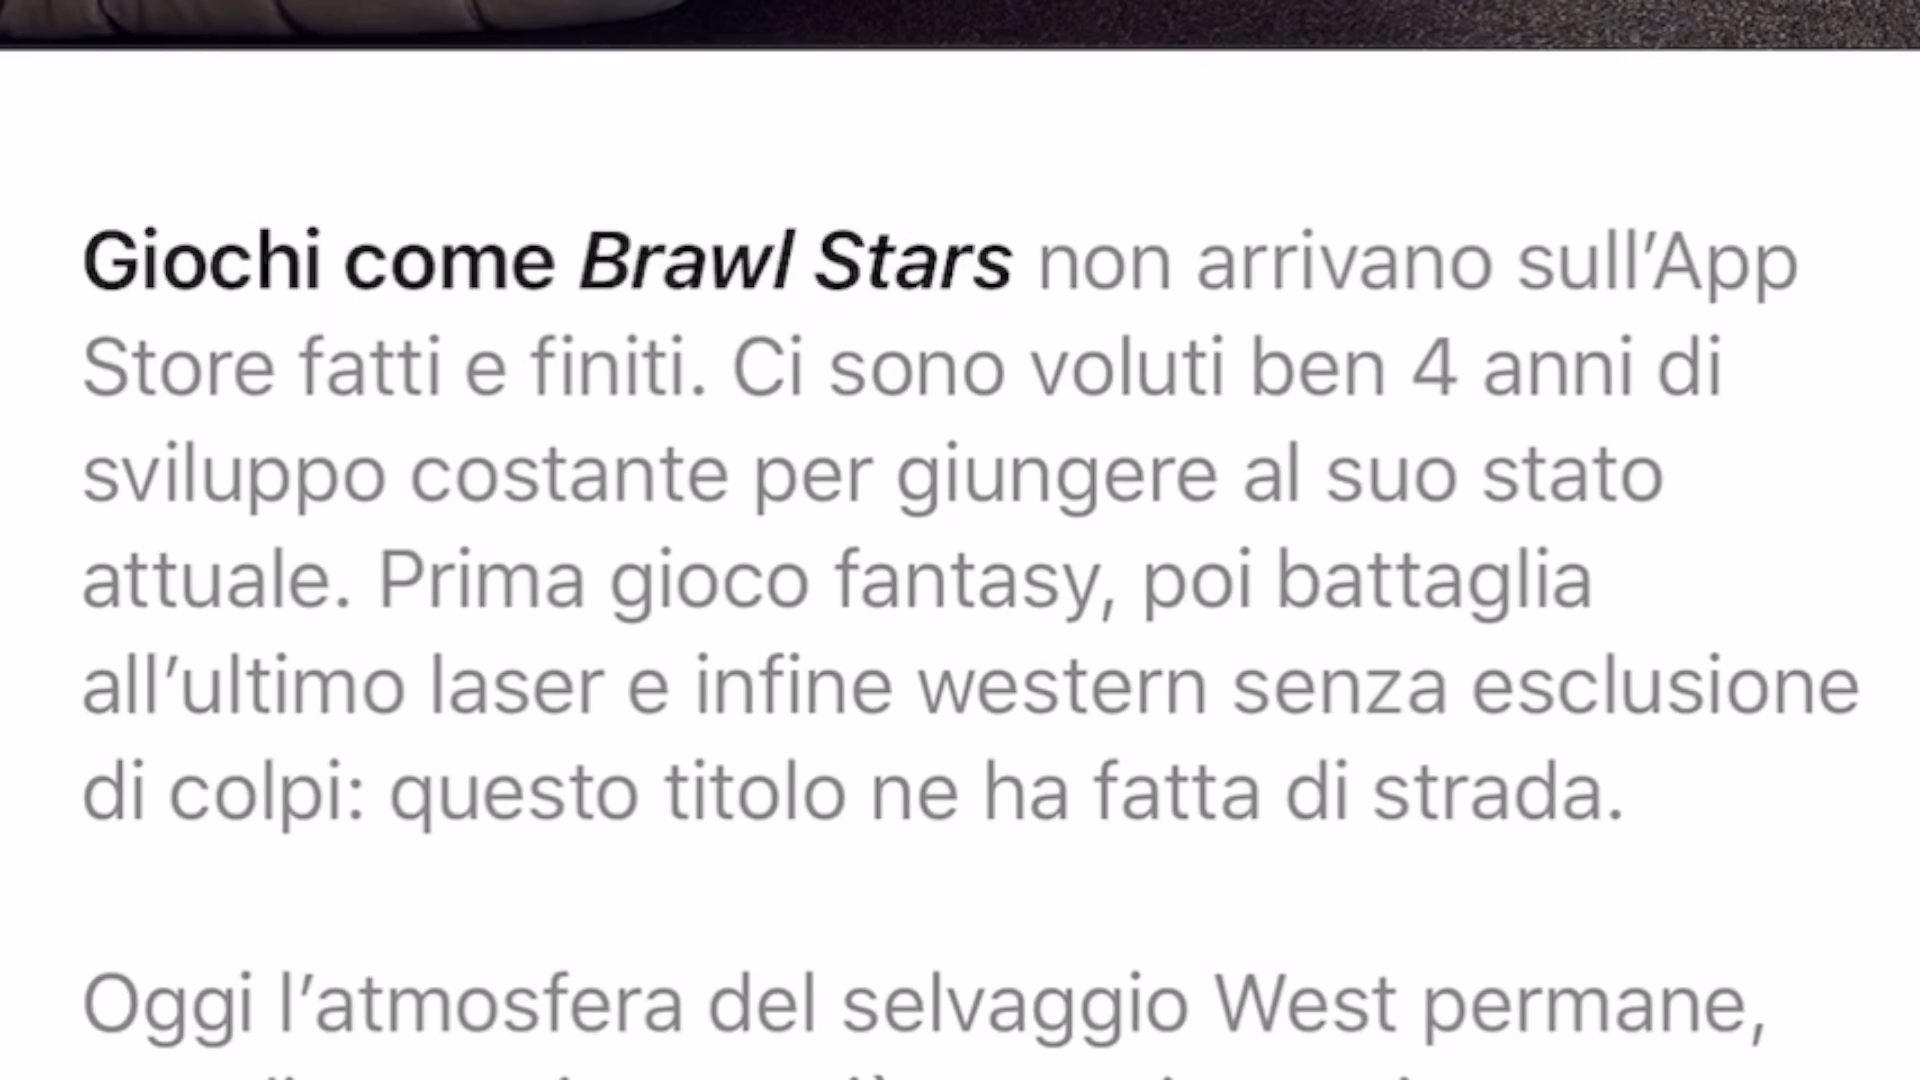 Giochi come Brawl Stars non arrivano sull’App
Store fatti e finiti. Ci sono voluti ben 4 anni di
sviluppo costante per giungere al suo stato
attuale. Prima gioco fantasy, poi battaglia
all’ultimo laser e infine western senza esclusione
di colpi: questo titolo ne ha fatta di strada.
Oggi l’atmosfera del selvaggio West permane,